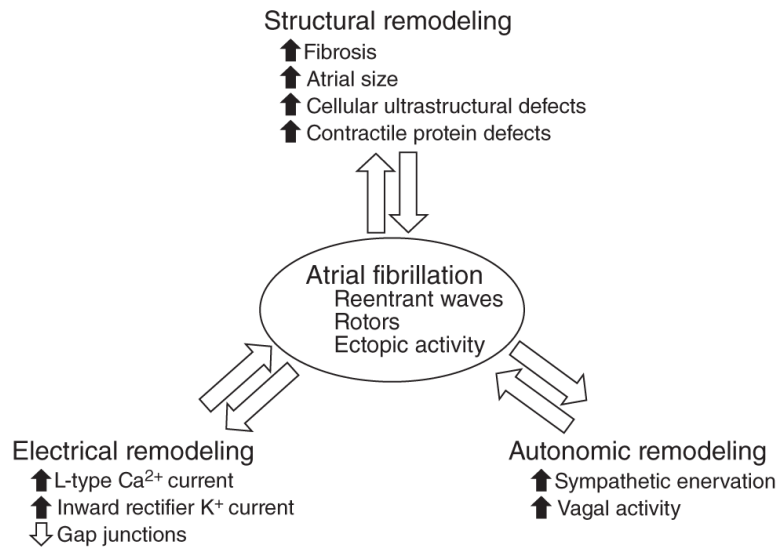 Structural remodeling
Fibrosis
Atrial size
Cellular ultrastructural defects
Contractile protein defects
Atrial fibrillation
Reentrant waves
Rotors
Ectopic activity
Electrical remodeling
L-type Ca²⁺ current
Inward rectifier K⁺ current
Gap junctions
Autonomic remodeling
Sympathetic enervation
Vagal activity